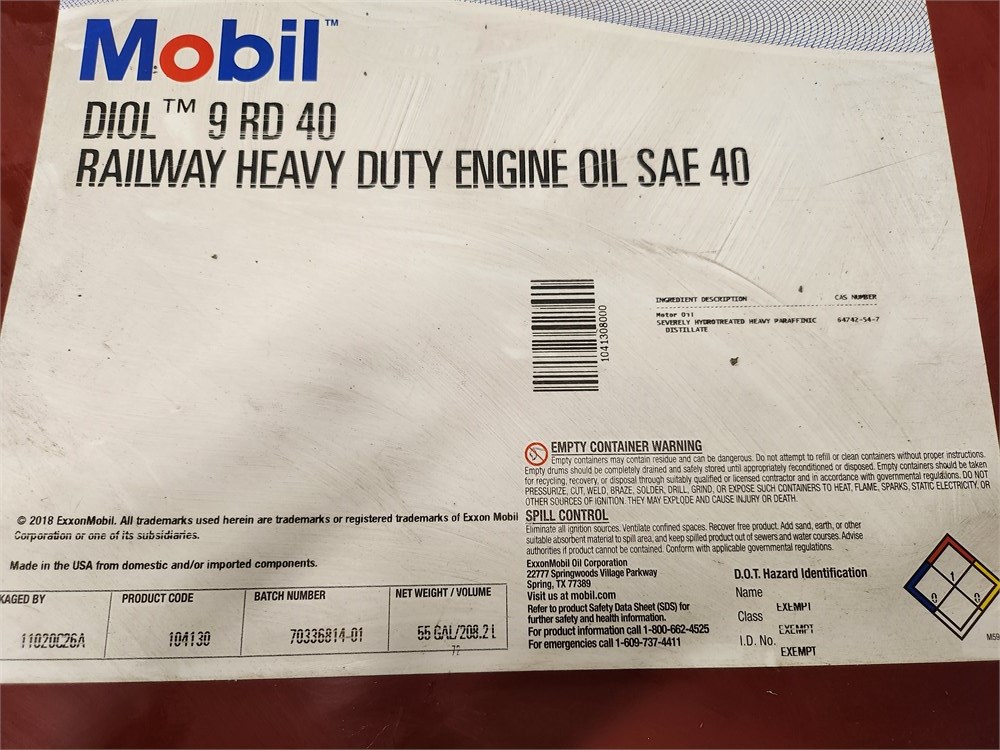 Mobil™
DIOL™ 9 RD 40
RAILWAY HEAVY DUTY ENGINE OIL SAE 40
1041308000
INGREDIENT DESCRIPTION CAS NUMBER
Motor Oil
SEVERELY HYDROTREATED HEAVY PARAFFINIC 64742-54-7
DISTILLATE
EMPTY CONTAINER WARNING
Empty containers may contain residue and can be dangerous. Do not attempt to refill or clean containers without proper instructions.
Empty drums should be completely drained and safely stored until appropriately reconditioned or disposed. Empty containers should be taken
for recycling, recovery, or disposal through suitably qualified or licensed contractor and in accordance with governmental regulations. DO NOT
PRESSURIZE, CUT, WELD, BRAZE, SOLDER, DRILL, GRIND, OR EXPOSE SUCH CONTAINERS TO HEAT, FLAME, SPARKS, STATIC ELECTRICITY, OR
OTHER SOURCES OF IGNITION. THEY MAY EXPLODE AND CAUSE INJURY OR DEATH.
SPILL CONTROL
Eliminate all ignition sources. Ventilate confined spaces. Recover free product. Add sand, earth, or other
suitable absorbent material to spill area, and keep spilled product out of sewers and water courses. Advise
authorities if product cannot be contained. Conform with applicable governmental regulations.
ExxonMobil Oil Corporation
22777 Springwoods Village Parkway
Spring, TX 77389
Visit us at mobil.com
Refer to product Safety Data Sheet (SDS) for
further safety and health information.
For product information call 1-800-662-4525
For emergencies call 1-609-737-4411
D.O.T. Hazard Identification
Name
EXEMPT
Class
EXEMPT
I.D. No.
EXEMPT
1
0 0
MS9
© 2018 ExxonMobil. All trademarks used herein are trademarks or registered trademarks of Exxon Mobil
Corporation or one of its subsidiaries.
Made in the USA from domestic and/or imported components.
KAGED BY PRODUCT CODE BATCH NUMBER NET WEIGHT / VOLUME
11020C26A 104130 70336814-01 55 GAL/208.2 L